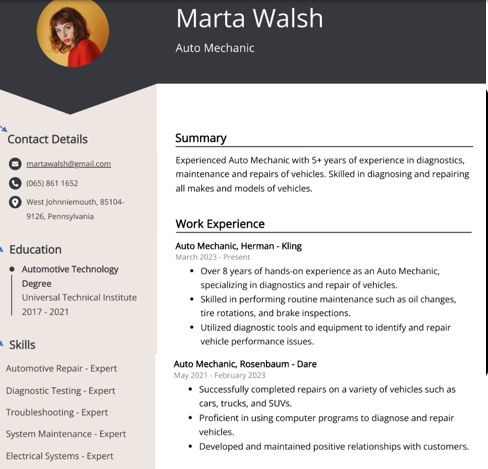 Marta Walsh
Auto Mechanic
Contact Details
martawalsh@gmail.com
(065) 861 1652
West Johnniemouth, 85104-
9126, Pennsylvania
Education
Automotive Technology
Degree
Universal Technical Institute
2017 - 2021
Skills
Automotive Repair - Expert
Diagnostic Testing - Expert
Troubleshooting - Expert
System Maintenance - Expert
Electrical Systems - Expert
Summary
Experienced Auto Mechanic with 5+ years of experience in diagnostics,
maintenance and repairs of vehicles. Skilled in diagnosing and repairing
all makes and models of vehicles.
Work Experience
Auto Mechanic, Herman - Kling
March 2023 - Present
• Over 8 years of hands-on experience as an Auto Mechanic,
specializing in diagnostics and repair of vehicles.
• Skilled in performing routine maintenance such as oil changes,
tire rotations, and brake inspections.
• Utilized diagnostic tools and equipment to identify and repair
vehicle performance issues.
Auto Mechanic, Rosenbaum - Dare
May 2021 - February 2023
• Successfully completed repairs on a variety of vehicles such as
cars, trucks, and SUVs.
• Proficient in using computer programs to diagnose and repair
vehicles.
• Developed and maintained positive relationships with customers.